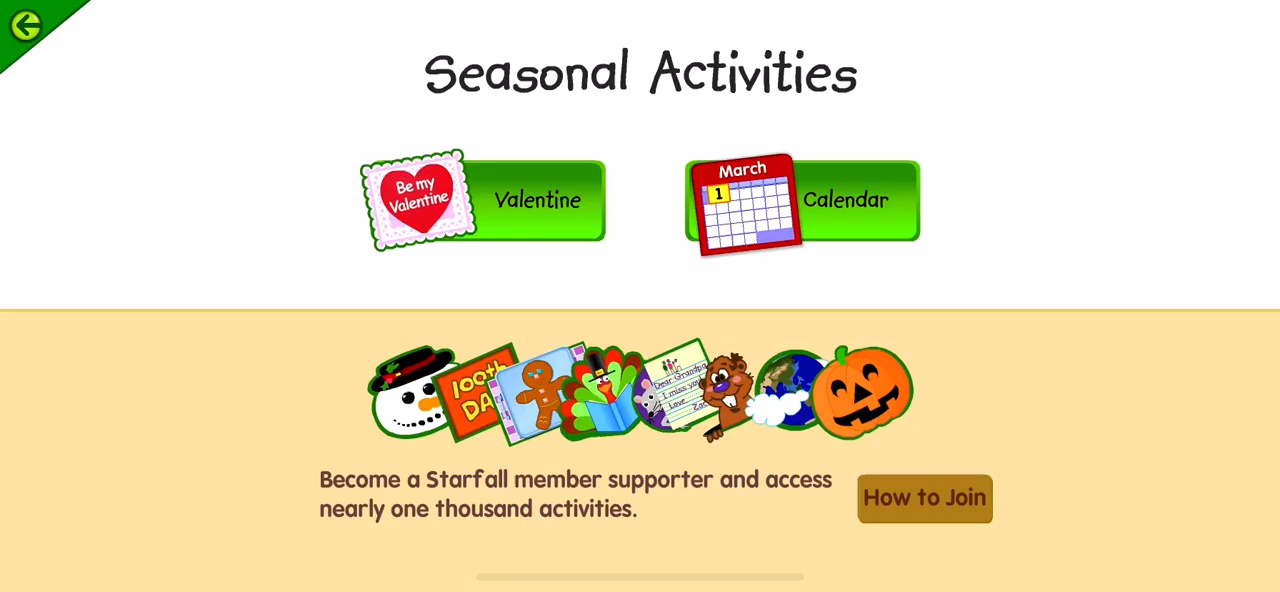 Seasonal Activities
Be my
Valentine
Valentine
March
1
Calendar
100th
DA
Dear Grandpa
I miss you
Love
Zac
Become a Starfall member supporter and access
nearly one thousand activities.
How to Join